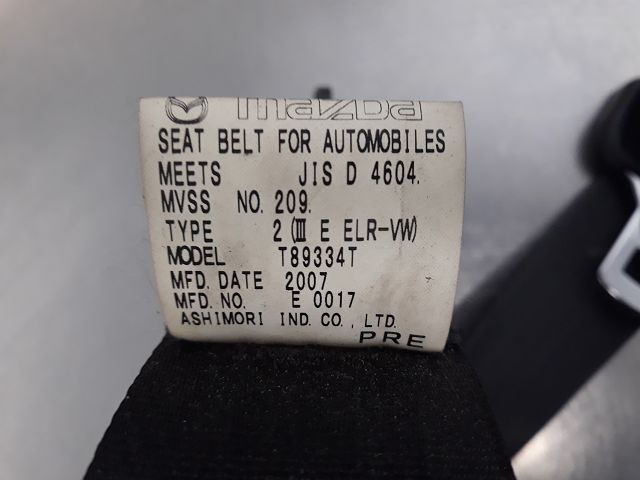 mazda
SEAT BELT FOR AUTOMOBILES
MEETS JIS D 4604.
MVSS NO. 209.
TYPE 2 (Ⅲ E ELR-VW)
MODEL T89334T
MFD. DATE 2007
MFD. NO. E 0017
ASHIMORI IND. CO., LTD.
PRE